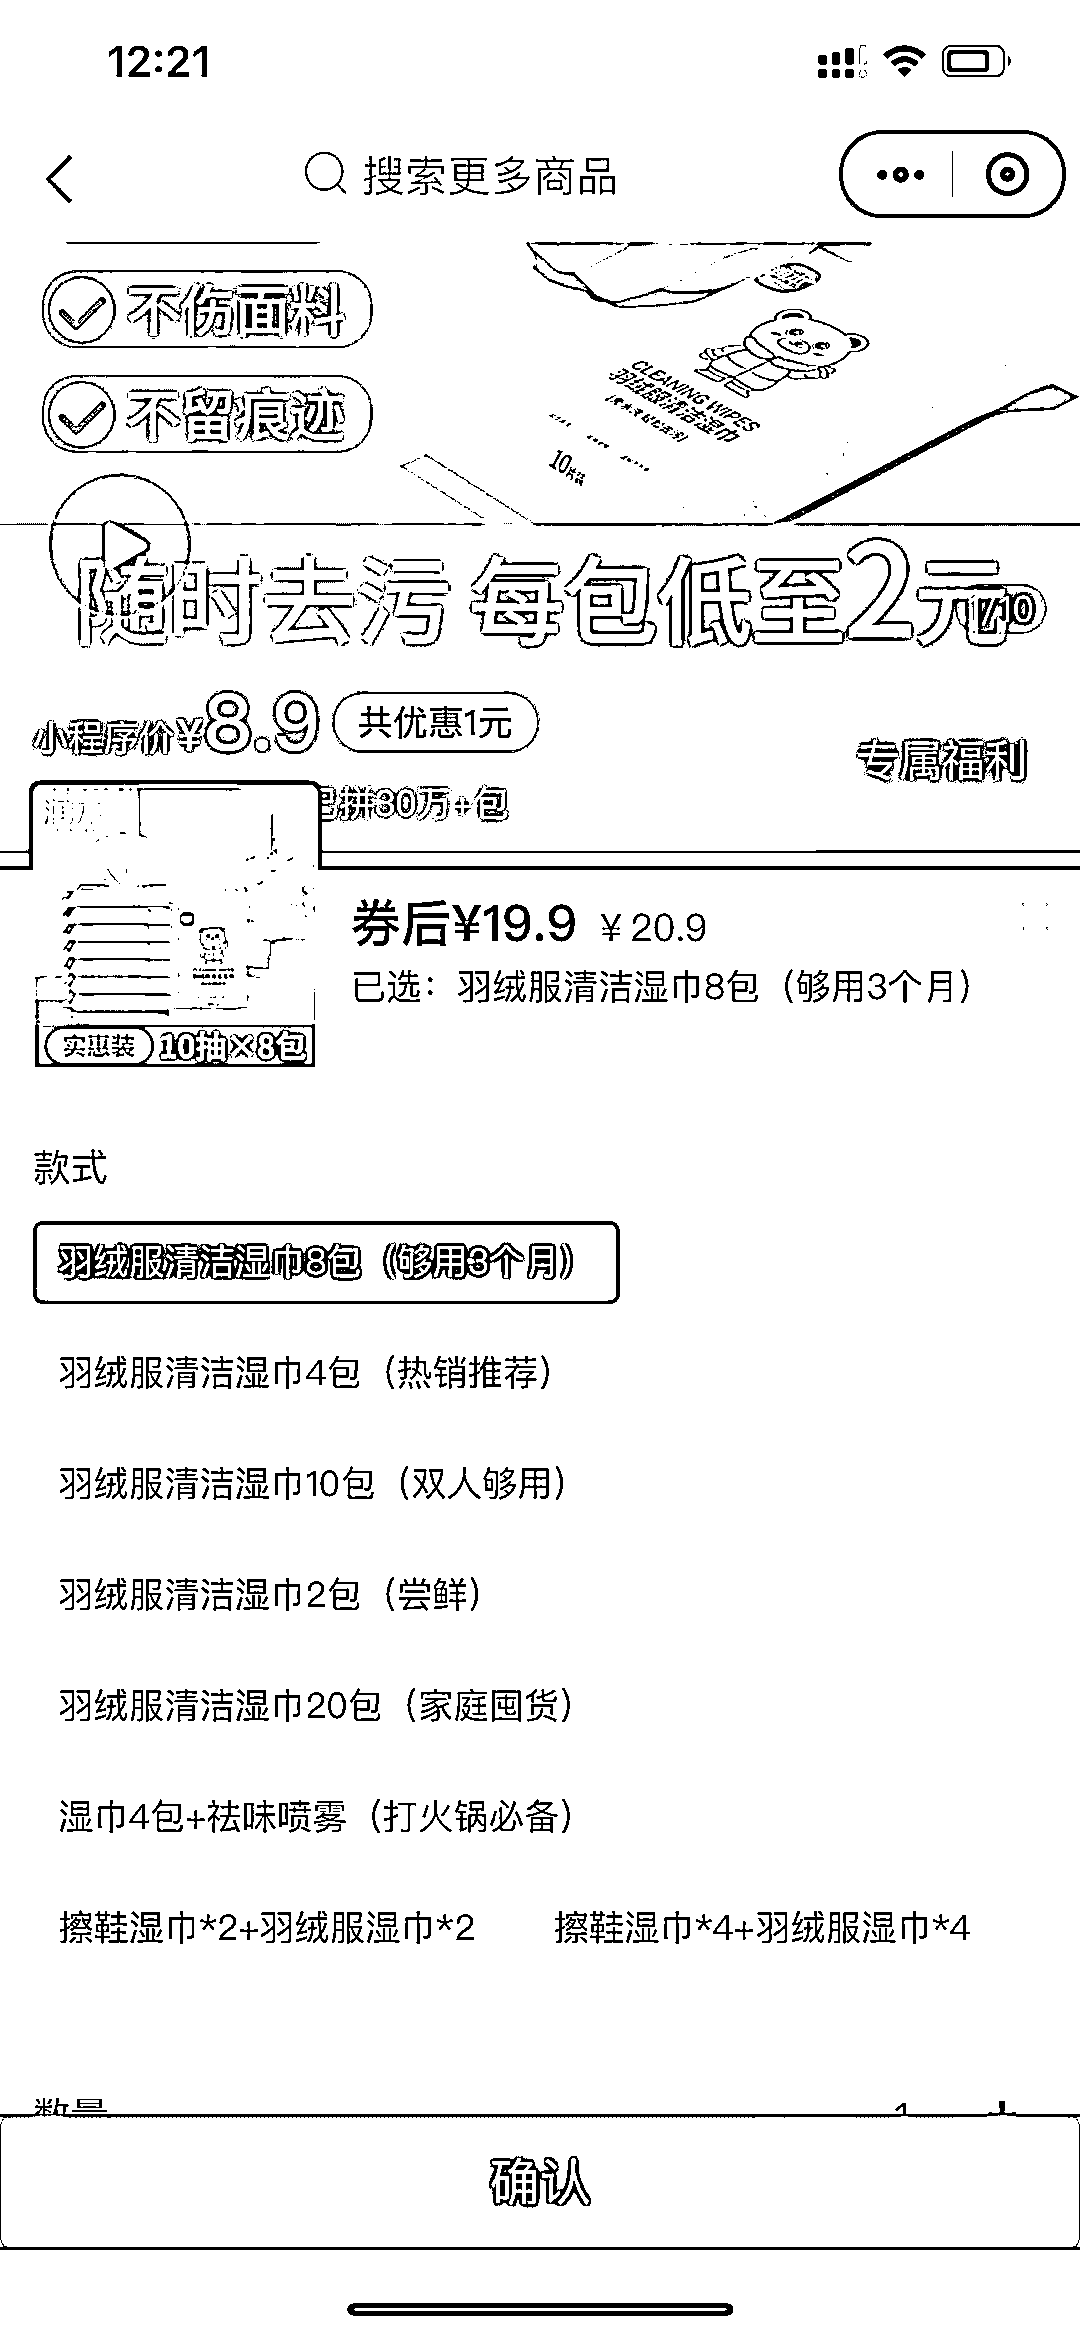 12:21
搜索更多商品
不伤面料
不留痕迹
CLEANING WIPES
羽绒服清洁湿巾
10片装
随时去污 每包低至2元
1/10
小程序价¥8.9 共优惠1元
专属福利
已拼80万+包
券后¥19.9 ¥20.9
已选：羽绒服清洁湿巾8包（够用3个月）
实惠装 10抽×8包
款式
羽绒服清洁湿巾8包（够用3个月）
羽绒服清洁湿巾4包（热销推荐）
羽绒服清洁湿巾10包（双人够用）
羽绒服清洁湿巾2包（尝鲜）
羽绒服清洁湿巾20包（家庭囤货）
湿巾4包+祛味喷雾（打火锅必备）
擦鞋湿巾*2+羽绒服湿巾*2 擦鞋湿巾*4+羽绒服湿巾*4
数量 1 +
确认